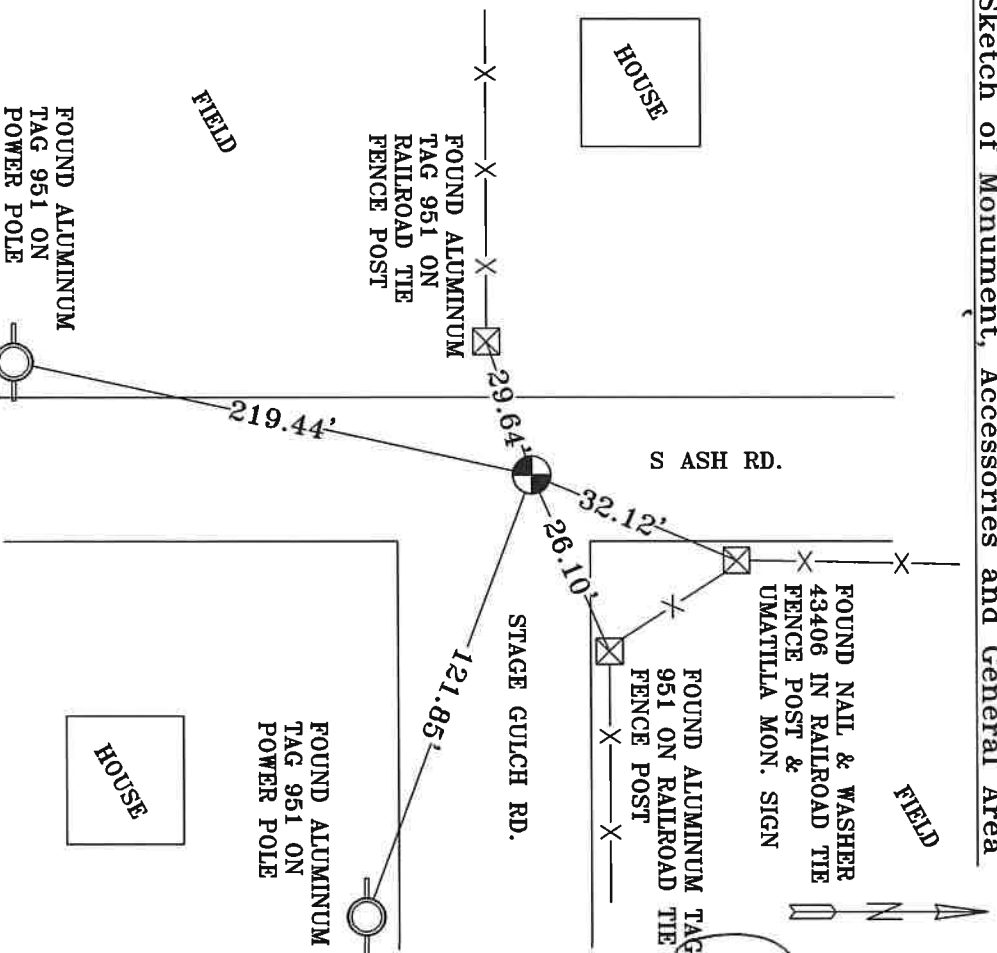 Sketch of Monument, Accessories and General Area
HOUSE
FIELD
FOUND ALUMINUM
TAG 951 ON
RAILROAD TIE
FENCE POST
FOUND ALUMINUM
TAG 951 ON
POWER POLE
29.64'
219.44'
S ASH RD.
32.12'
26.10'
121.85'
FOUND NAIL & WASHER
43406 IN RAILROAD TIE
FENCE POST &
UMATILLA MON. SIGN
FIELD
N
FOUND ALUMINUM TAG
951 ON RAILROAD TIE
FENCE POST
STAGE GULCH RD.
FOUND ALUMINUM
TAG 951 ON
POWER POLE
HOUSE